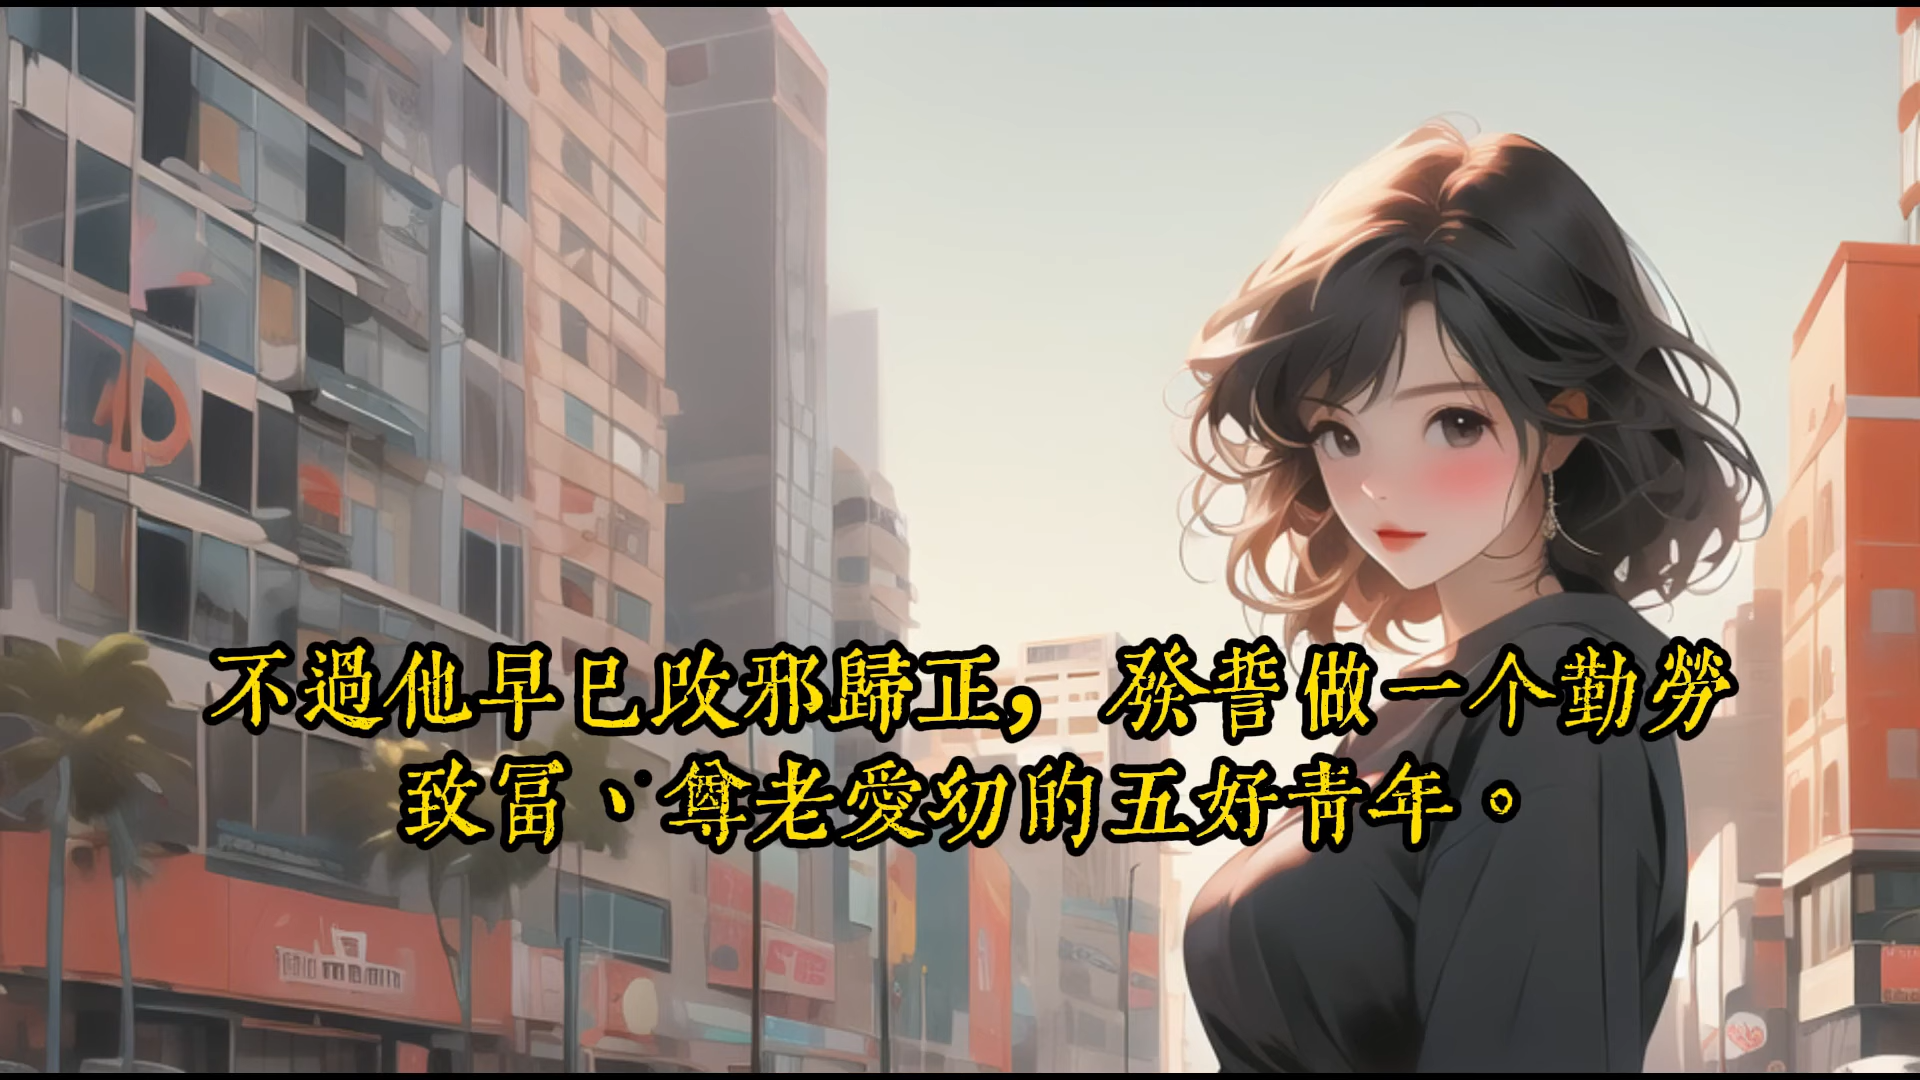 不過他早已改邪歸正，發誓做一个勤勞
致冨、尊老愛幼的五好青年。